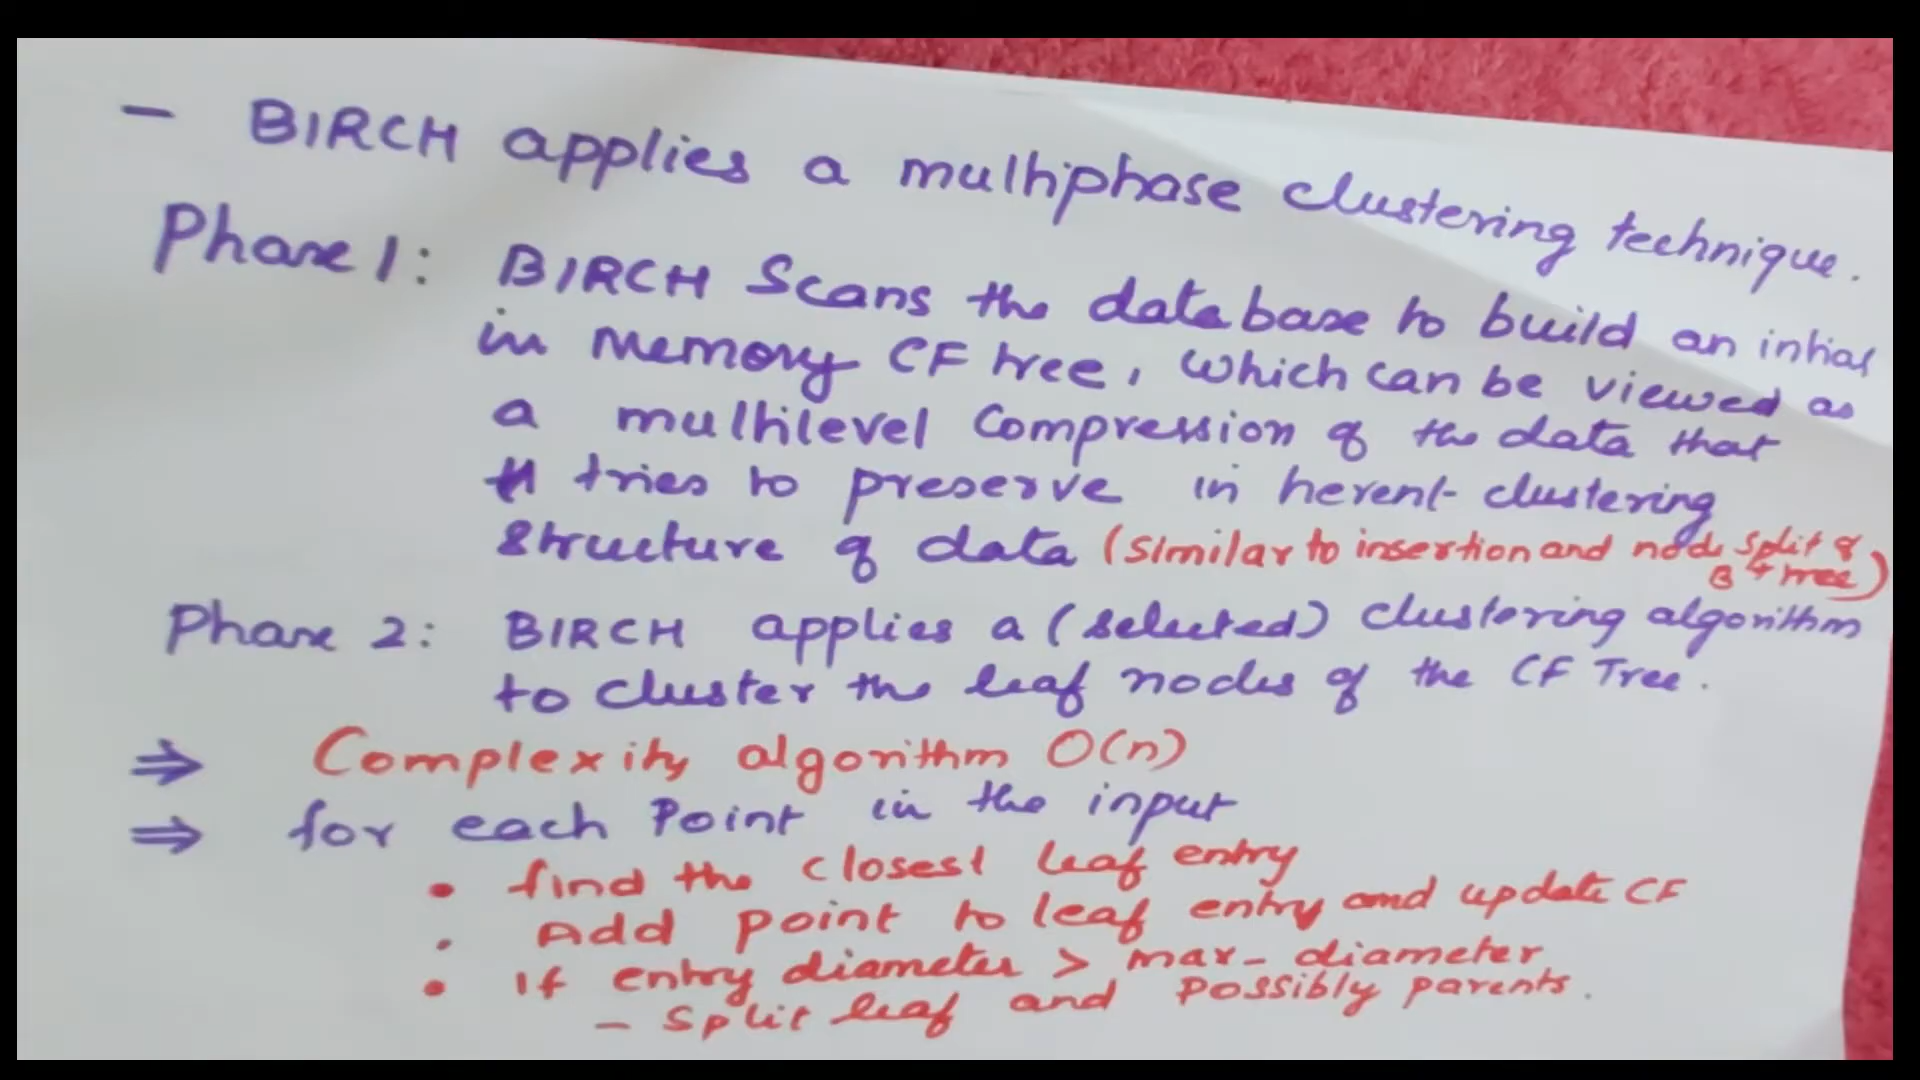 - BIRCH applies a multiphase clustering technique.
Phase 1: BIRCH Scans the database to build an initial
in Memory CF tree, which can be viewed as
a multilevel Compression of the data that
tries to preserve in herent clustering
Structure of data (Similar to insertion and node split of
B+ tree)
Phase 2: BIRCH applies a (selected) clustering algorithm
to cluster the leaf nodes of the CF Tree.
⇒ Complexity algorithm O(n)
⇒ for each Point in the input
• find the closest leaf entry
• Add point to leaf entry and update CF
• If entry diameter > max-diameter
- Split leaf and possibly parents.